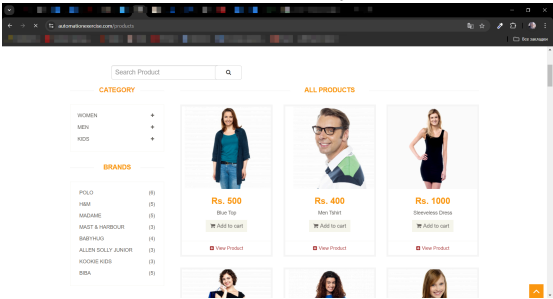 automationexercise.com/products
Все закладки
Search Product
CATEGORY
WOMEN +
MEN +
KIDS +
BRANDS
POLO (6)
H&M (5)
MADAME (5)
MAST & HARBOUR (3)
BABYHUG (4)
ALLEN SOLLY JUNIOR (3)
KOOKIE KIDS (3)
BIBA (5)
ALL PRODUCTS
Rs. 500
Blue Top
Add to cart
View Product
Rs. 400
Men Tshirt
Add to cart
View Product
Rs. 1000
Sleeveless Dress
Add to cart
View Product